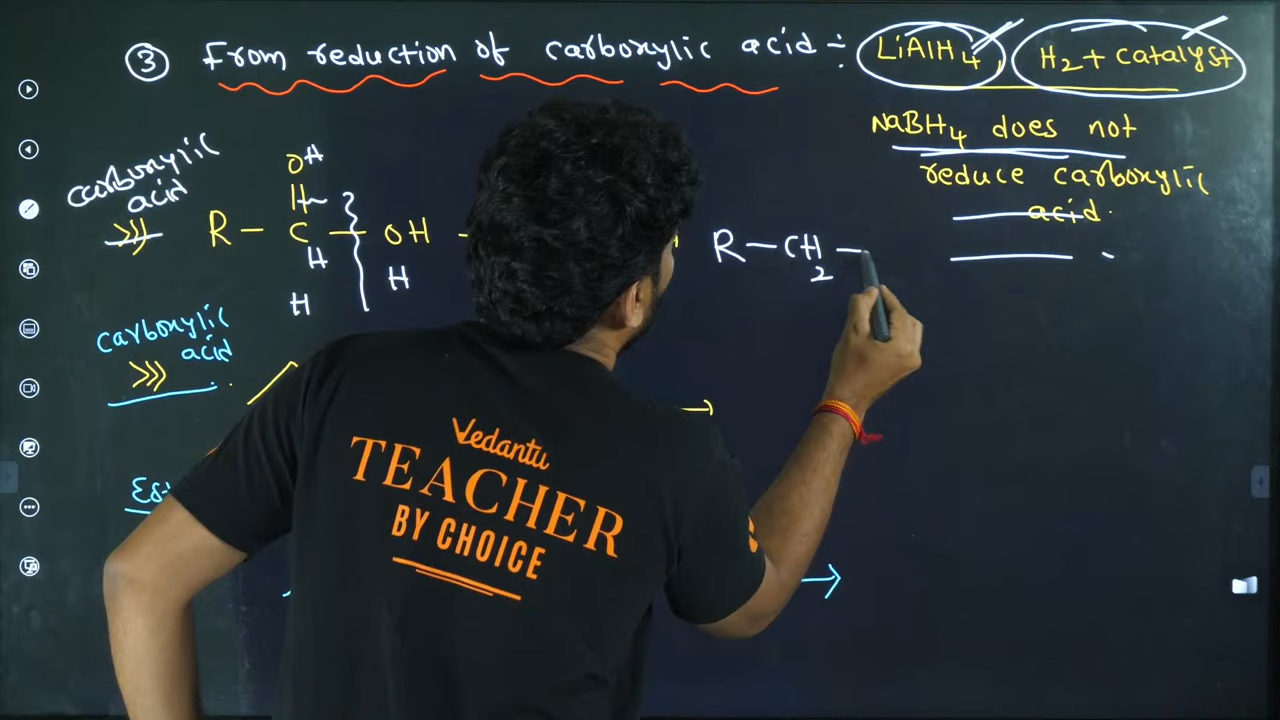 ③ From reduction of carboxylic acid ÷ LiAlH4, H2 + catalyst
NaBH4 does not
reduce carboxylic
acid.
carboxylic
acid
OH
H
R — C — OH
H
H
H
R — CH2 —
carboxylic
acid
Vedantu
TEACHER
BY CHOICE